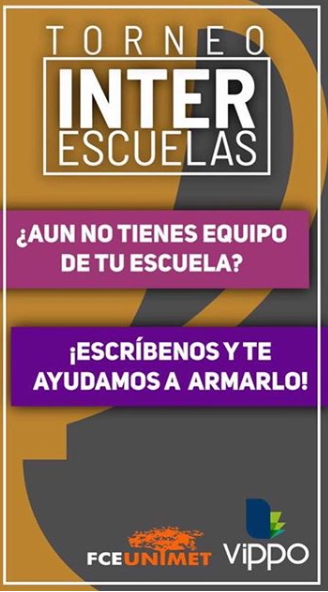 TORNEO
INTER
ESCUELAS
¿AUN NO TIENES EQUIPO
DE TU ESCUELA?
¡ESCRÍBENOS Y TE
AYUDAMOS A ARMARLO!
FCEUNIMET
vippo